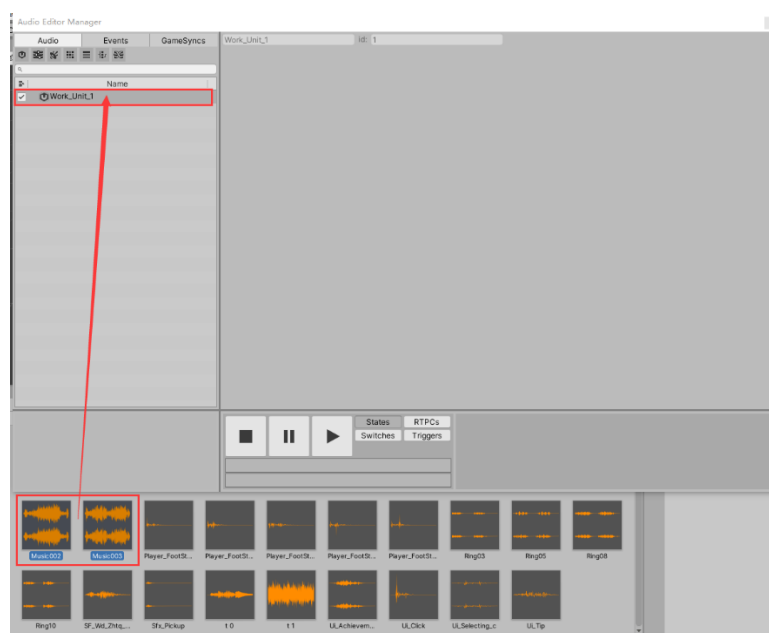 Audio Editor Manager
Audio Events GameSyncs
Work_Unit_1 id: 1
Name
Work_Unit_1
States RTPCs
Switches Triggers
Music002 Music003 Player_FootSt... Player_FootSt... Player_FootSt... Player_FootSt... Player_FootSt... Ring03 Ring05 Ring08
Ring10 SF_Wd_Zhtq_... Sfx_Pickup t 0 t 1 UI_Achievem... UI_Click UI_Selecting_c UI_Tip